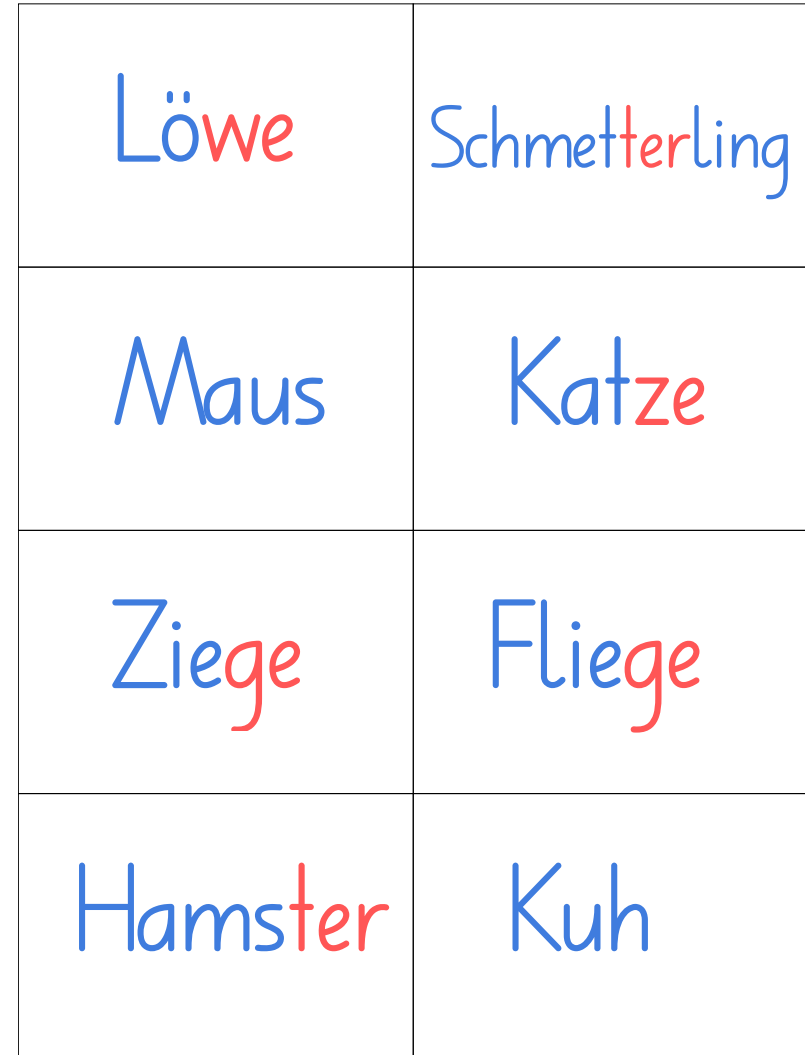 Löwe
Schmetterling
Maus
Katze
Ziege
Fliege
Hamster
Kuh